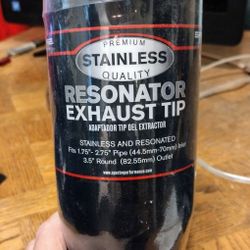 PREMIUM
STAINLESS
QUALITY
RESONATOR
EXHAUST TIP
ADAPTADOR TIP DEL EXTRACTOR
STAINLESS AND RESONATED
Fits 1.75"- 2.75" Pipe (44.5mm-70mm) Inlet
3.5" Round (82.55mm) Outlet